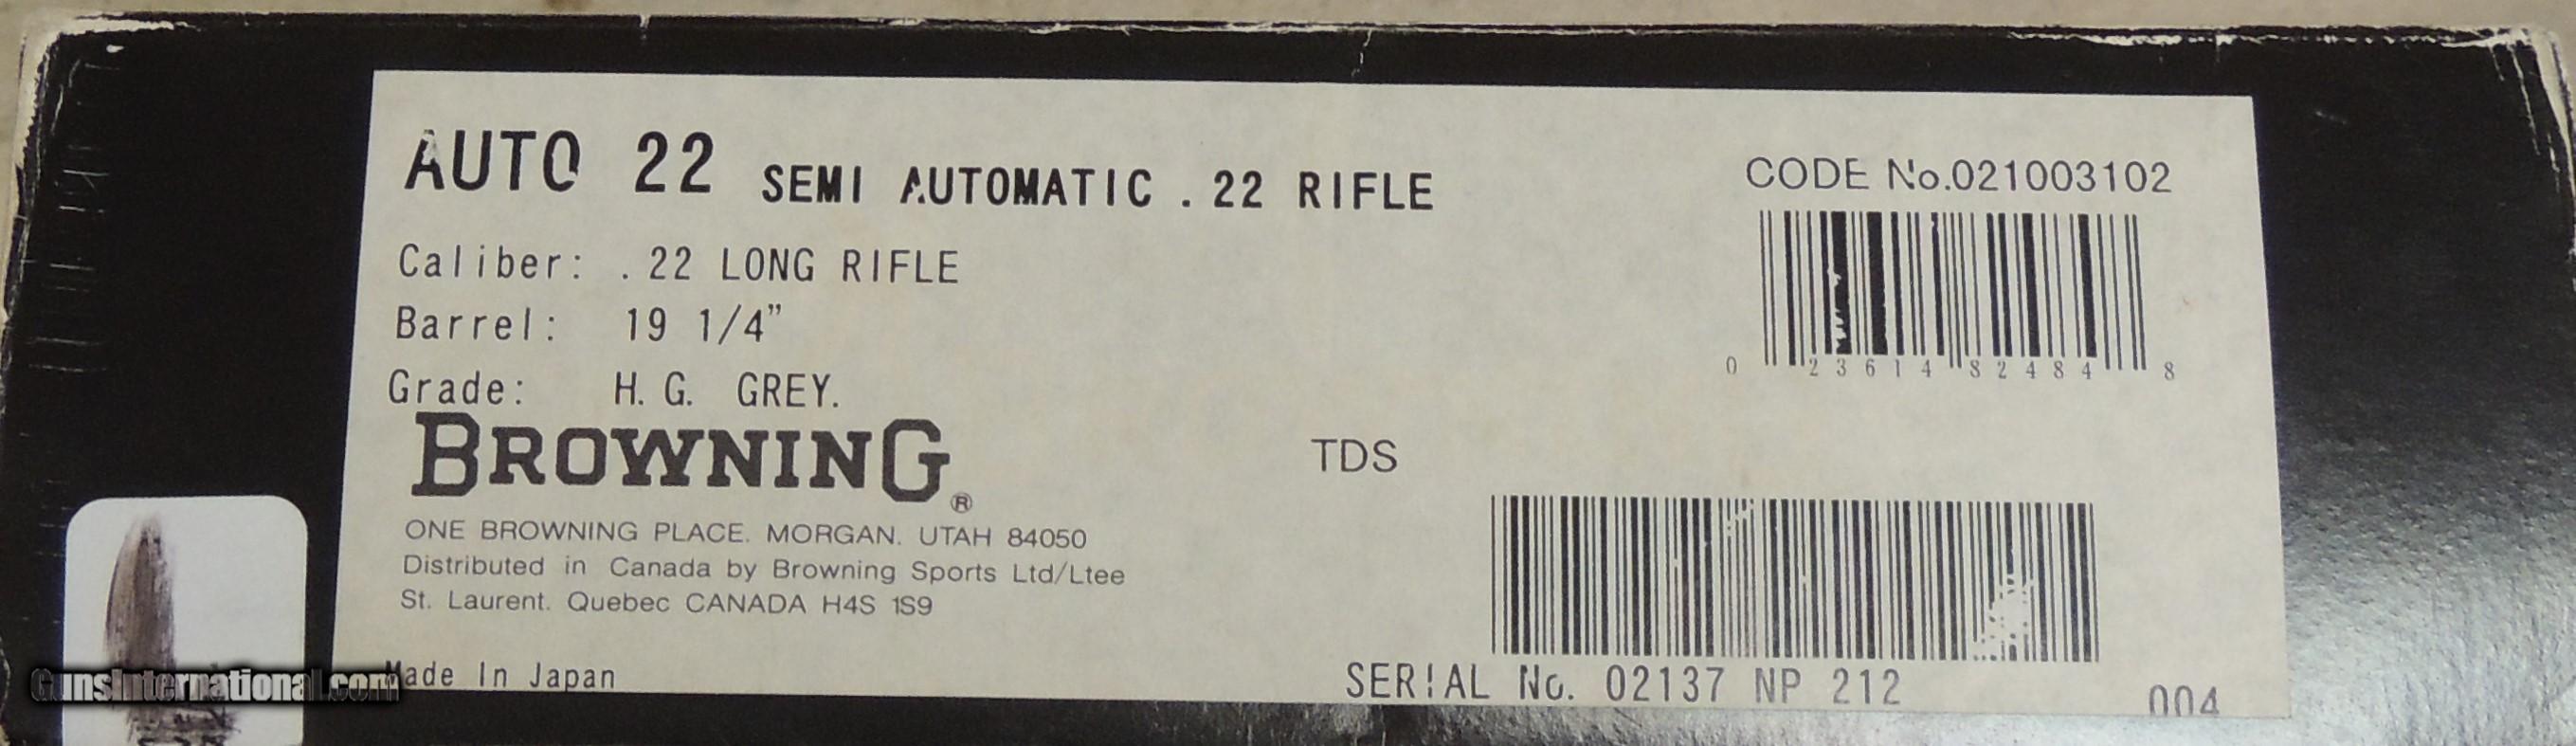 AUTO 22 SEMI AUTOMATIC .22 RIFLE
CODE No.021003102
Caliber: .22 LONG RIFLE
Barrel: 19 1/4”
0 23614 82484 8
Grade: H. G. GREY.
BROWNING®
TDS
ONE BROWNING PLACE. MORGAN. UTAH 84050
Distributed in Canada by Browning Sports Ltd/Ltee
St. Laurent. Quebec CANADA H4S 1S9
Made In Japan
SERIAL No. 02137 NP 212
004
GunsInternational.com